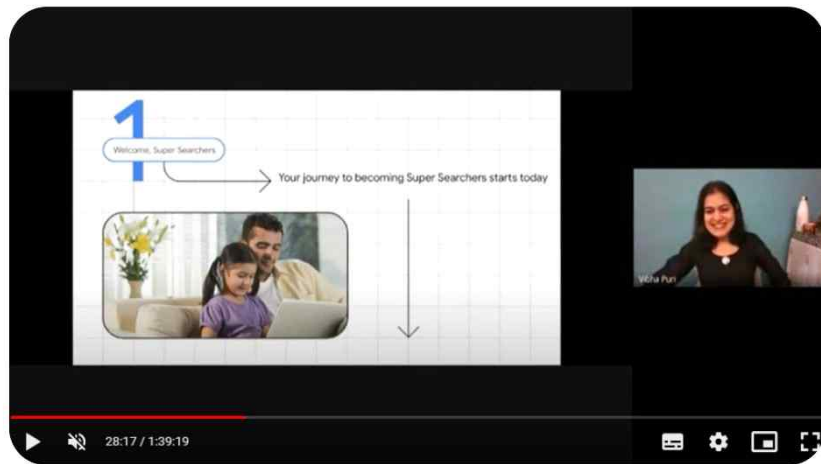 1
Welcome, Super Searchers
Your journey to becoming Super Searchers starts today
Vibha Puri
28:17 / 1:39:19